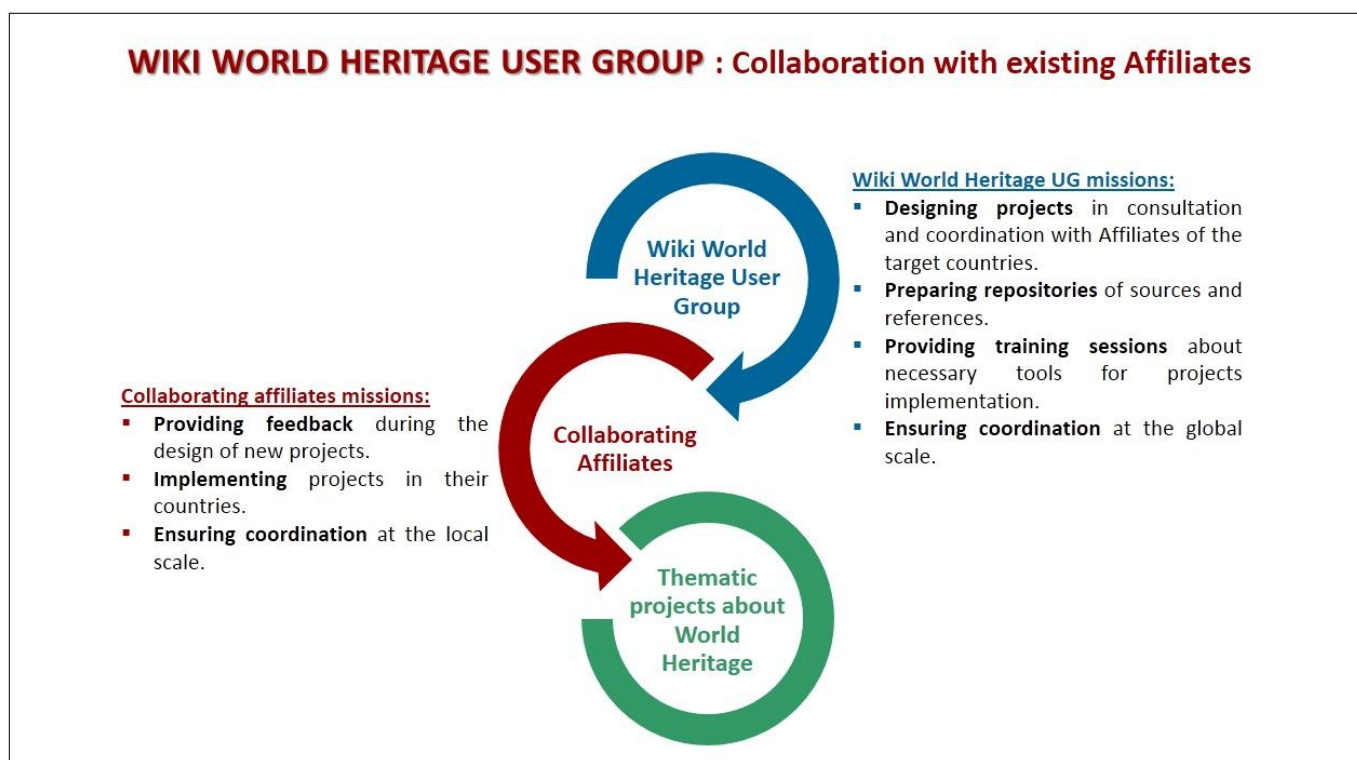 WIKI WORLD HERITAGE USER GROUP : Collaboration with existing Affiliates
Wiki World
Heritage User
Group
Wiki World Heritage UG missions:
▪ Designing projects in consultation
and coordination with Affiliates of the
target countries.
▪ Preparing repositories of sources and
references.
▪ Providing training sessions about
necessary tools for projects
implementation.
▪ Ensuring coordination at the global
scale.
Collaborating affiliates missions:
▪ Providing feedback during the
design of new projects.
▪ Implementing projects in their
countries.
▪ Ensuring coordination at the local
scale.
Collaborating
Affiliates
Thematic
projects about
World
Heritage